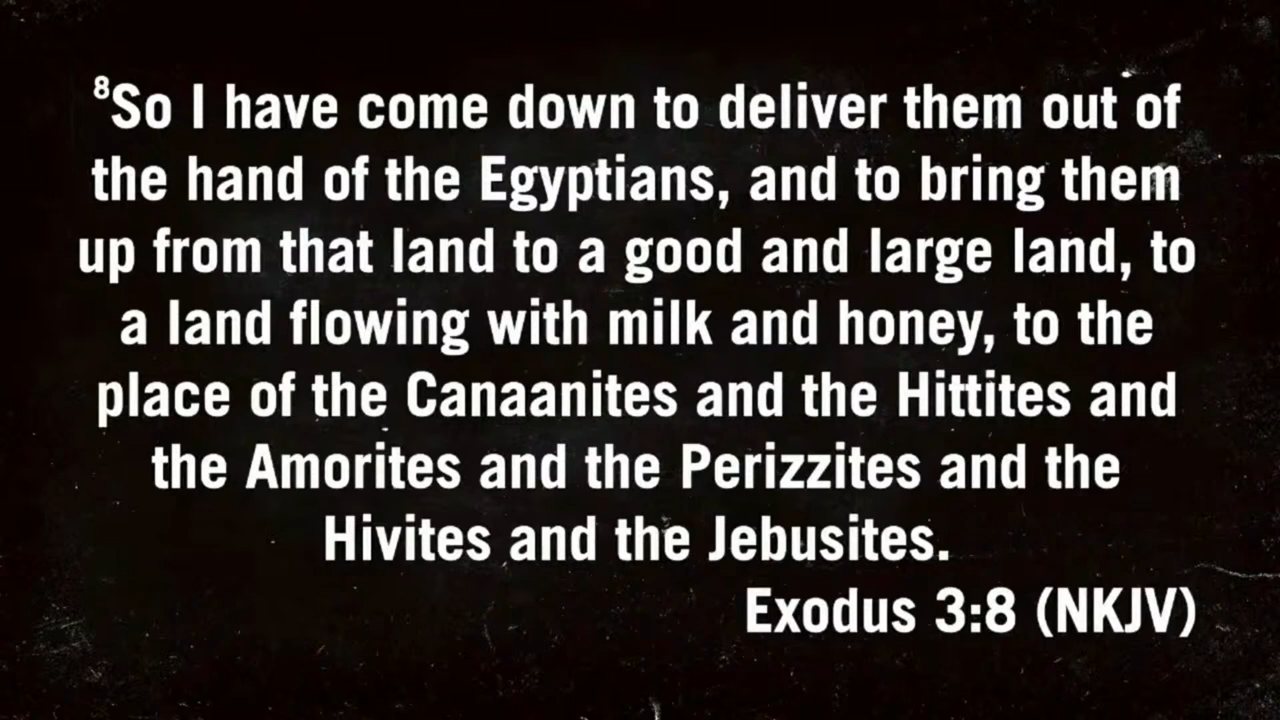 ⁸So I have come down to deliver them out of
the hand of the Egyptians, and to bring them
up from that land to a good and large land, to
a land flowing with milk and honey, to the
place of the Canaanites and the Hittites and
the Amorites and the Perizzites and the
Hivites and the Jebusites.
Exodus 3:8 (NKJV)